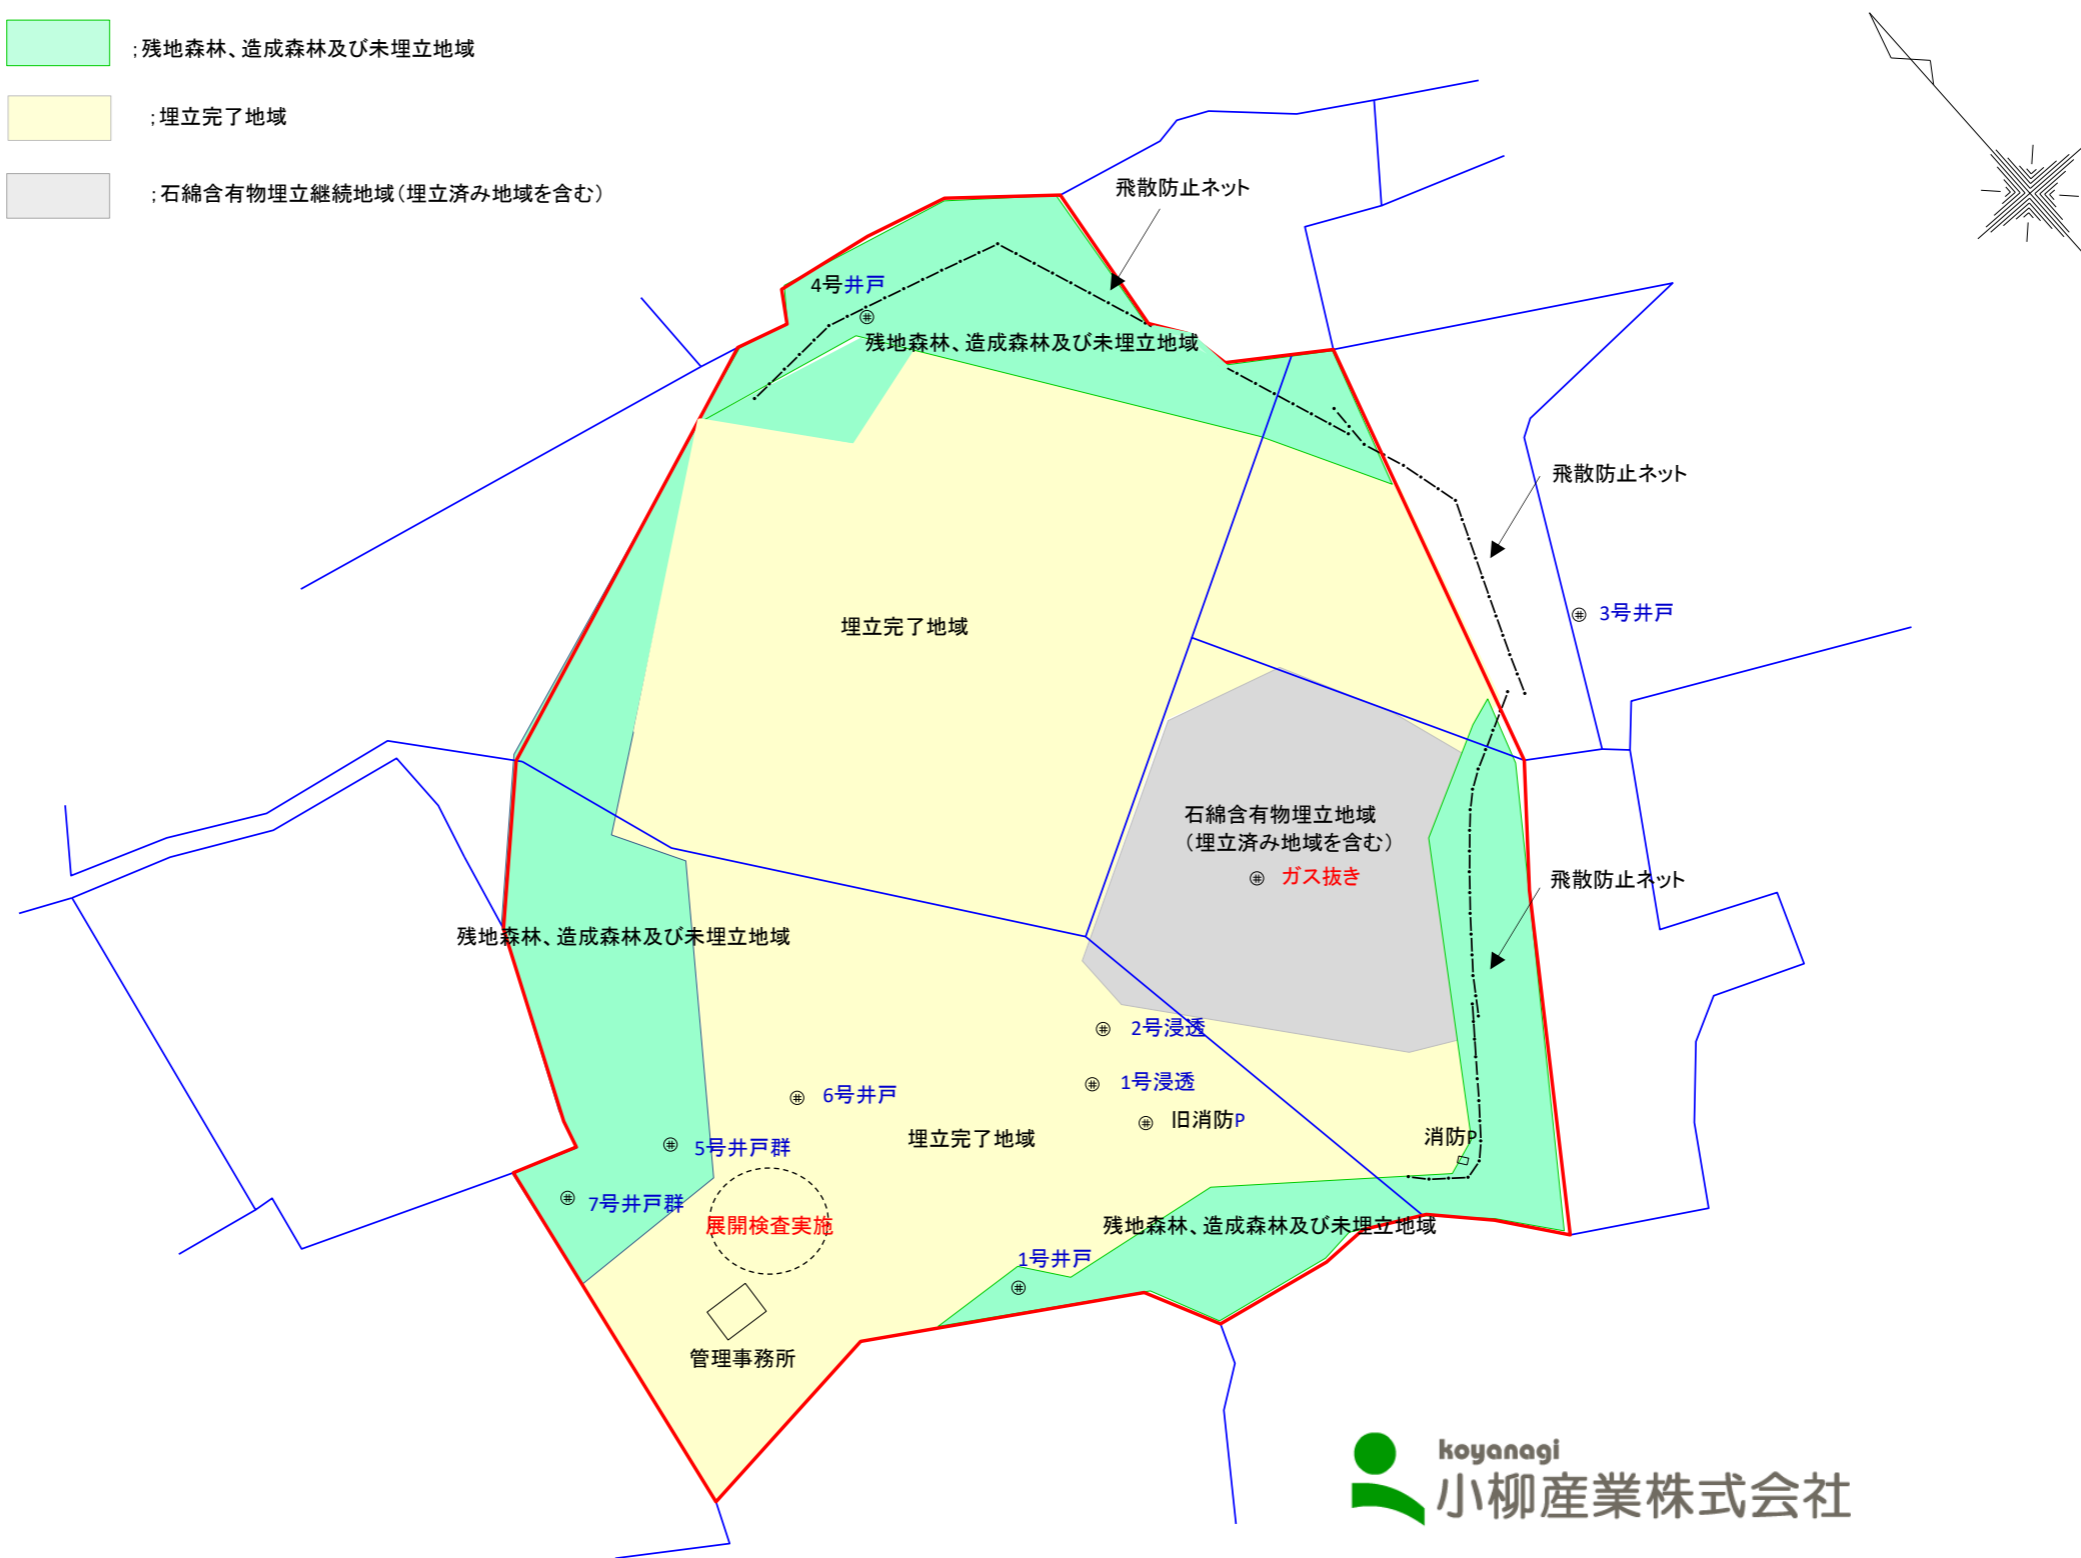 ;残地森林、造成森林及び未埋立地域
;埋立完了地域
;石綿含有物埋立継続地域(埋立済み地域を含む)
飛散防止ネット
4号井戸
残地森林、造成森林及び未埋立地域
飛散防止ネット
3号井戸
埋立完了地域
石綿含有物埋立地域
(埋立済み地域を含む)
ガス抜き
飛散防止ネット
残地森林、造成森林及び未埋立地域
2号浸透
1号浸透
6号井戸
旧消防P
埋立完了地域
消防P
5号井戸群
7号井戸群
展開検査実施
残地森林、造成森林及び未埋立地域
1号井戸
管理事務所
koyanagi
小柳産業株式会社